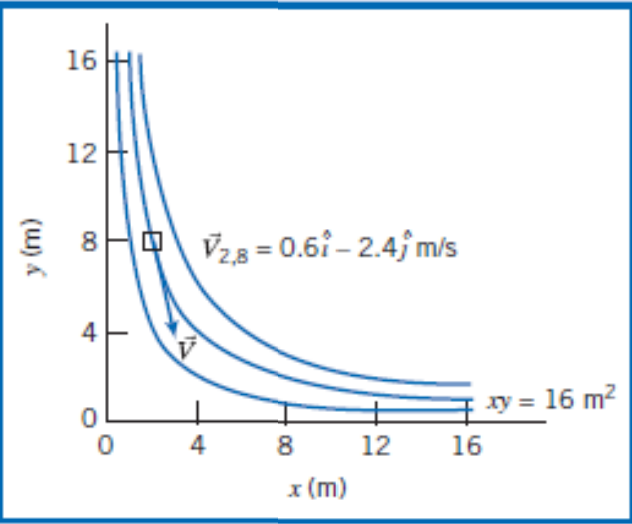 16
12
8
4
0
y (m)
V⃗2,8 = 0.6î – 2.4ĵ m/s
V⃗
xy = 16 m²
0 4 8 12 16
x (m)